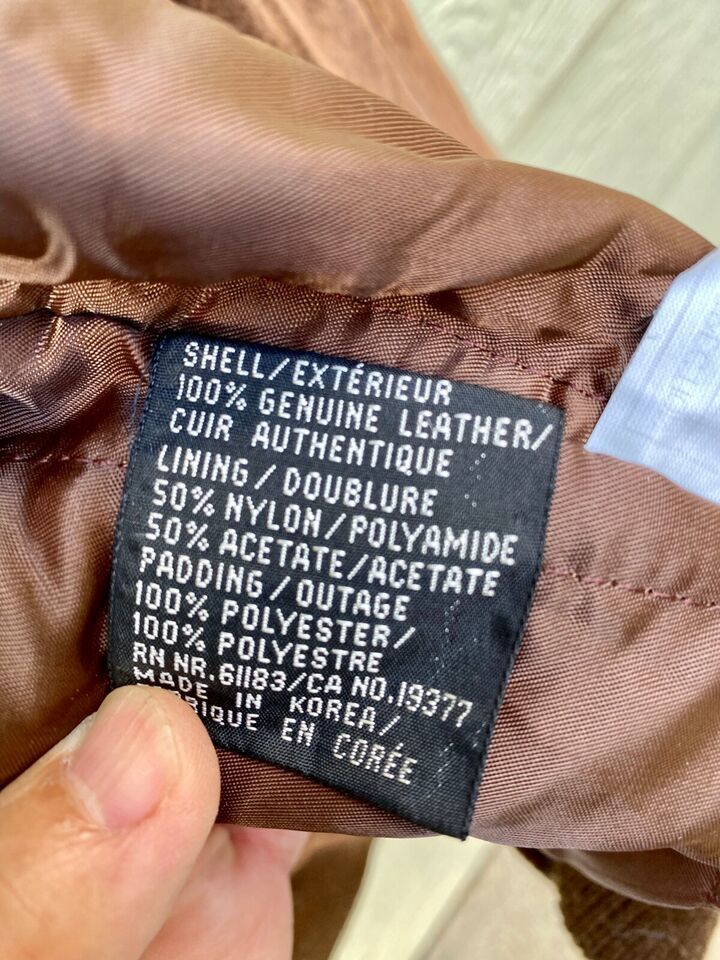 SHELL/EXTÉRIEUR
100% GENUINE LEATHER/
CUIR AUTHENTIQUE
LINING/DOUBLURE
50% NYLON/POLYAMIDE
50% ACETATE/ACETATE
PADDING/OUTAGE
100% POLYESTER/
100% POLYESTRE
RN NR.61183/CA NO.19377
MADE IN KOREA/
EN CORÉE